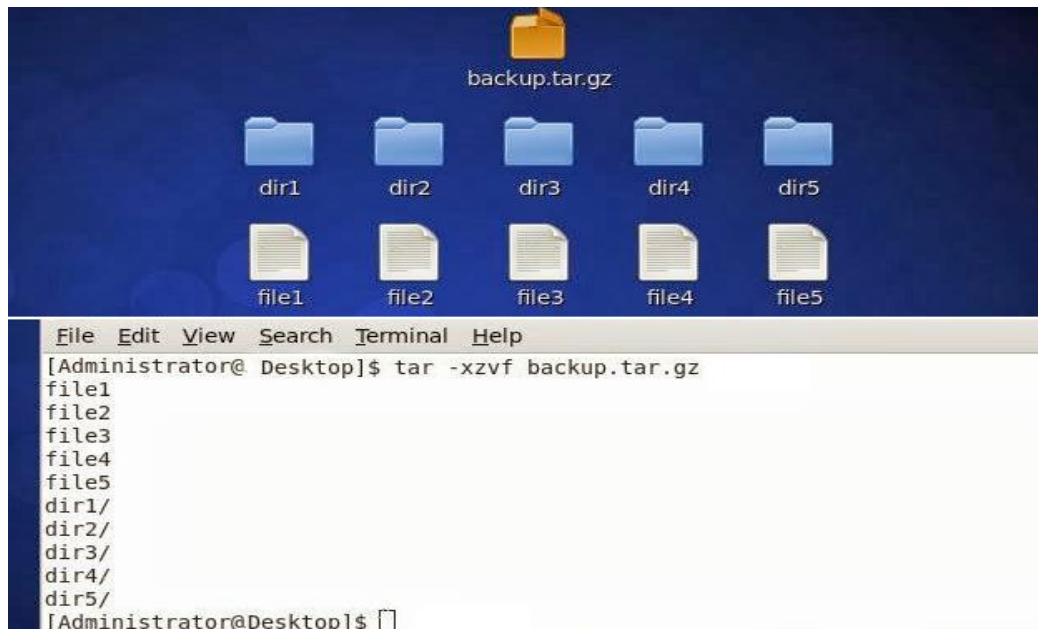 backup.tar.gz
dir1 dir2 dir3 dir4 dir5
file1 file2 file3 file4 file5
File Edit View Search Terminal Help
[Administrator@ Desktop]$ tar -xzvf backup.tar.gz
file1
file2
file3
file4
file5
dir1/
dir2/
dir3/
dir4/
dir5/
[Administrator@Desktop]$